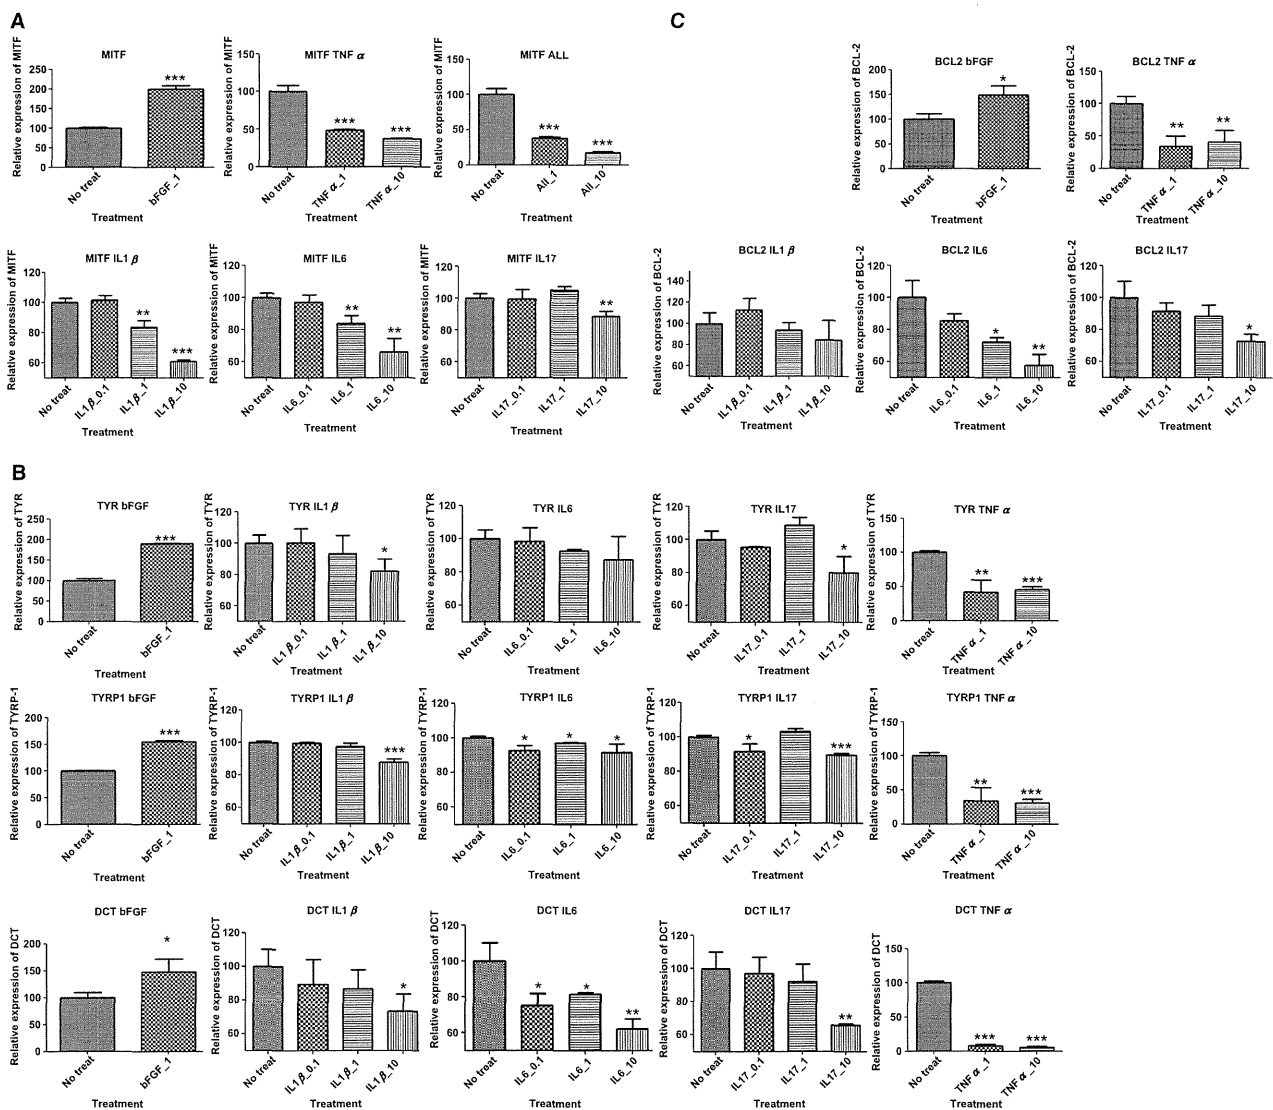 A
MITF
Relative expression of MITF
250
200
150
100
50
0
No treat
bFGF_1
***
Treatment
MITF TNF α
Relative expression of MITF
150
100
50
0
No treat
TNF α_1
TNF α_10
***
***
Treatment
MITF ALL
Relative expression of MITF
150
100
50
0
No treat
All_1
All_10
***
***
Treatment
MITF IL1 β
Relative expression of MITF
120
100
80
60
No treat
IL1 β_0.1
IL1 β_1
IL1 β_10
**
***
Treatment
MITF IL6
Relative expression of MITF
120
100
80
60
No treat
IL6_0.1
IL6_1
IL6_10
**
**
Treatment
MITF IL17
Relative expression of MITF
120
100
80
60
No treat
IL17_0.1
IL17_1
IL17_10
**
Treatment
C
BCL2 bFGF
Relative expression of BCL-2
200
150
100
50
0
No treat
bFGF_1
*
Treatment
BCL2 TNF α
Relative expression of BCL-2
150
100
50
0
No treat
TNF α_1
TNF α_10
**
**
Treatment
BCL2 IL1 β
Relative expression of BCL-2
140
120
100
80
60
No treat
IL1 β_0.1
IL1 β_1
IL1 β_10
Treatment
BCL2 IL6
Relative expression of BCL-2
120
100
80
60
No treat
IL6_0.1
IL6_1
IL6_10
*
**
Treatment
BCL2 IL17
Relative expression of BCL-2
120
100
80
60
No treat
IL17_0.1
IL17_1
IL17_10
*
Treatment
B
TYR bFGF
Relative expression of TYR
250
200
150
100
50
0
No treat
bFGF_1
***
Treatment
TYR IL1 β
Relative expression of TYR
120
100
80
60
No treat
IL1 β_0.1
IL1 β_1
IL1 β_10
*
Treatment
TYR IL6
Relative expression of TYR
120
100
80
60
No treat
IL6_0.1
IL6_1
IL6_10
Treatment
TYR IL17
Relative expression of TYR
120
100
80
60
No treat
IL17_0.1
IL17_1
IL17_10
*
Treatment
TYR TNF α
Relative expression of TYR
150
100
50
0
No treat
TNF α_1
TNF α_10
**
***
Treatment
TYRP1 bFGF
Relative expression of TYRP-1
200
150
100
50
0
No treat
bFGF_1
***
Treatment
TYRP1 IL1 β
Relative expression of TYRP-1
120
100
80
60
No treat
IL1 β_0.1
IL1 β_1
IL1 β_10
***
Treatment
TYRP1 IL6
Relative expression of TYRP-1
120
100
80
60
No treat
IL6_0.1
IL6_1
IL6_10
*
*
*
Treatment
TYRP1 IL17
Relative expression of TYRP-1
120
100
80
60
No treat
IL17_0.1
IL17_1
IL17_10
*
***
Treatment
TYRP1 TNF α
Relative expression of TYRP-1
150
100
50
0
No treat
TNF α_1
TNF α_10
**
***
Treatment
DCT bFGF
Relative expression of DCT
200
150
100
50
0
No treat
bFGF_1
*
Treatment
DCT IL1 β
Relative expression of DCT
120
100
80
60
No treat
IL1 β_0.1
IL1 β_1
IL1 β_10
*
Treatment
DCT IL6
Relative expression of DCT
120
100
80
60
No treat
IL6_0.1
IL6_1
IL6_10
*
*
**
Treatment
DCT IL17
Relative expression of DCT
120
100
80
60
No treat
IL17_0.1
IL17_1
IL17_10
**
Treatment
DCT TNF α
Relative expression of DCT
150
100
50
0
No treat
TNF α_1
TNF α_10
***
***
Treatment